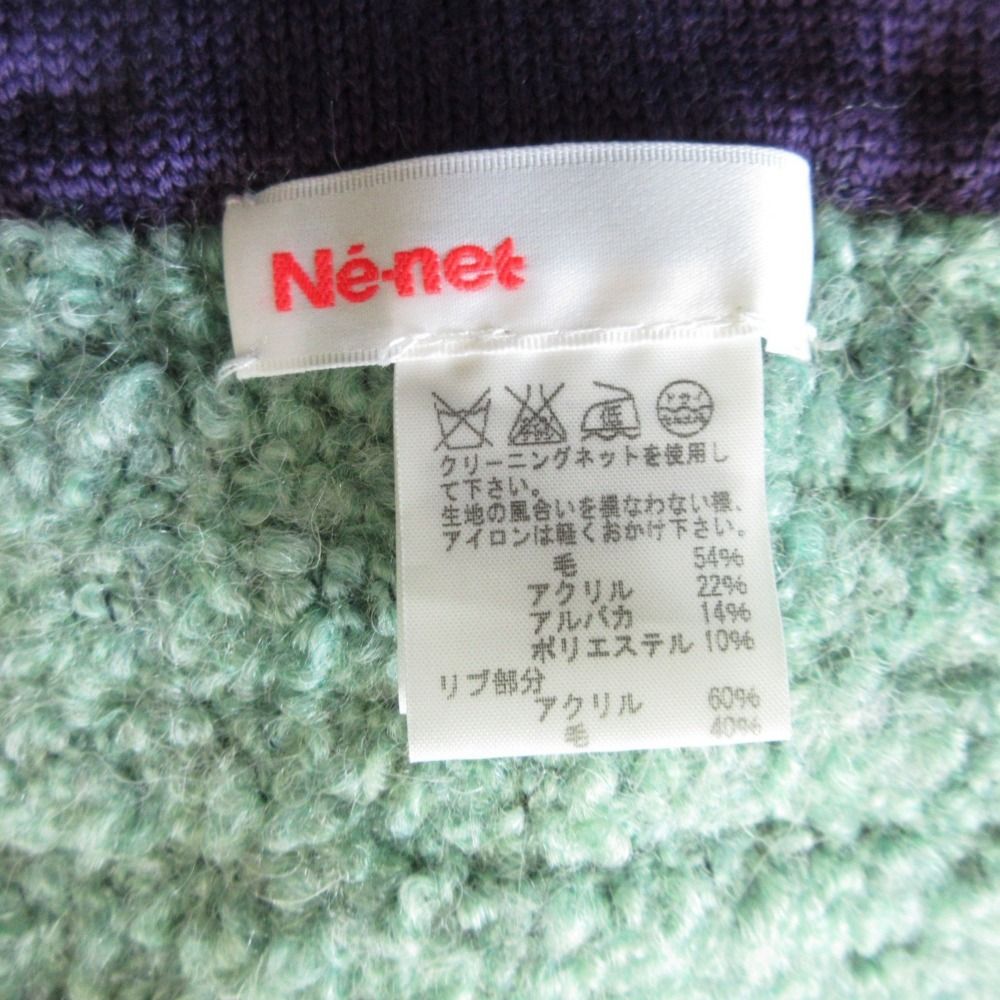 Né-net
低
クリーニングネットを使用し
て下さい。
生地の風合いを損なわない様、
アイロンは軽くおかけ下さい。
毛 54%
アクリル 22%
アルパカ 14%
ポリエステル 10%
リブ部分
アクリル 60%
毛 40%